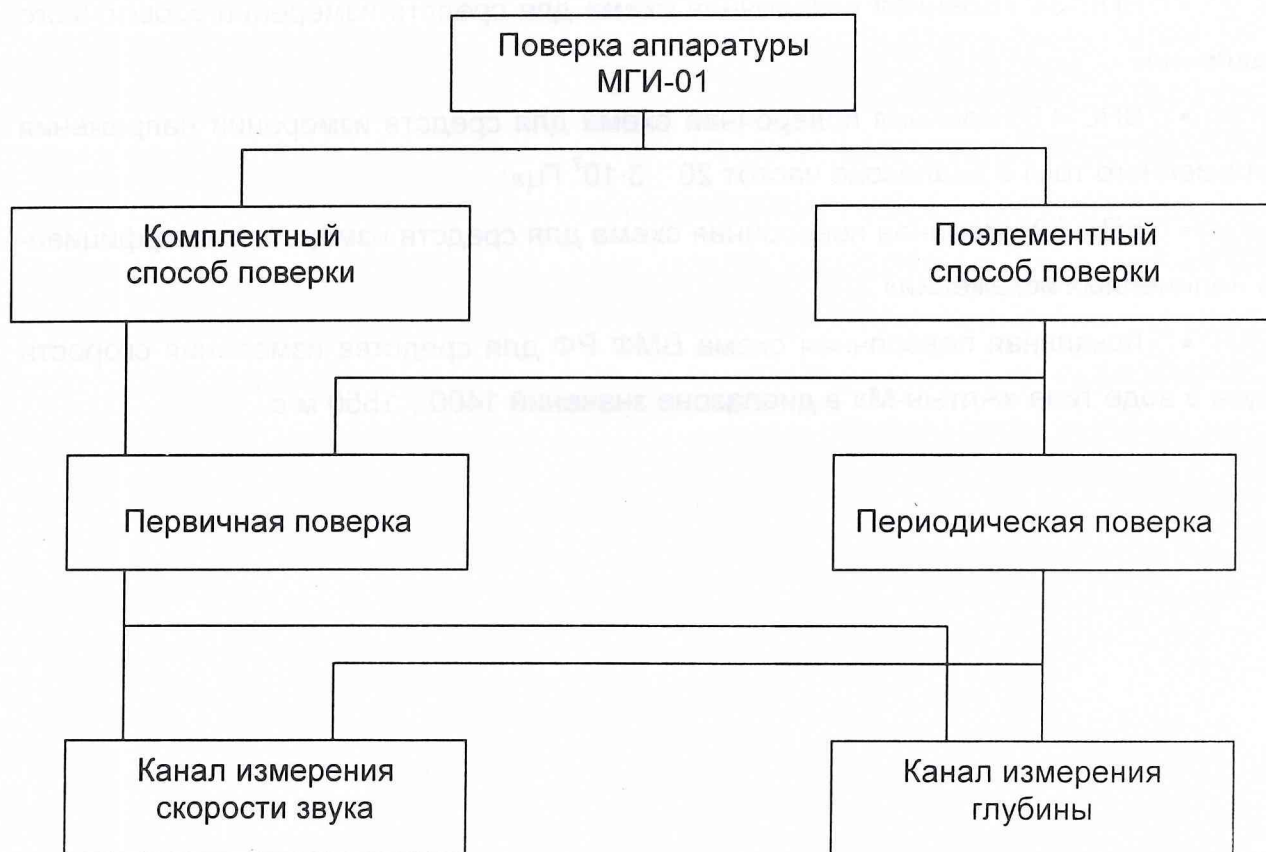 Поверка аппаратуры
МГИ-01
Комплектный
способ поверки
Поэлементный
способ поверки
Первичная поверка
Периодическая поверка
Канал измерения
скорости звука
Канал измерения
глубины